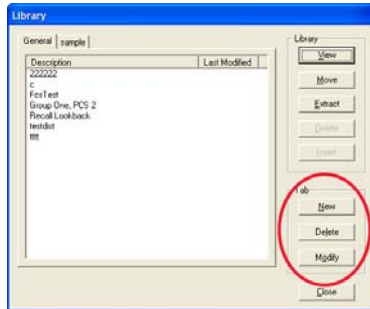 Library
General sample
Description Last Modified
222222
c
FcsTest
Group One, PCS 2
Recall Lookback
testdist
tttt
Library
View
Move
Extract
Delete
Insert
Tab
New
Delete
Modify
Close